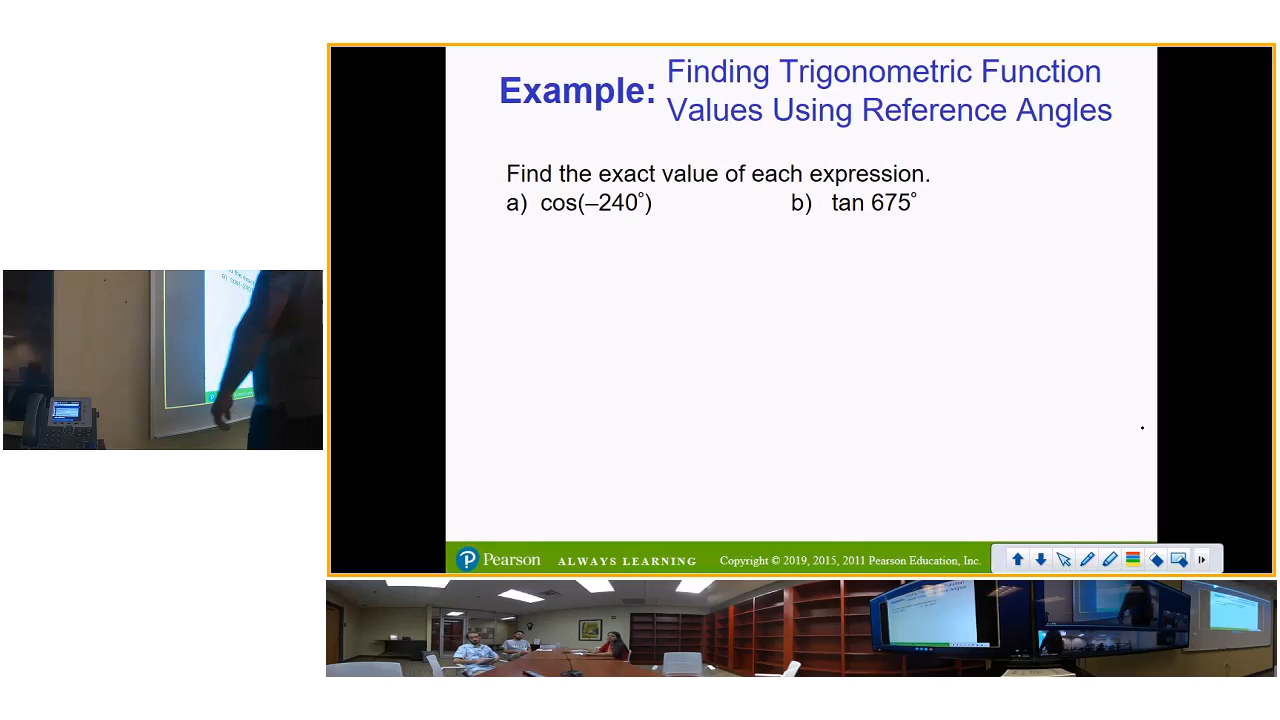 Example: Finding Trigonometric Function
Values Using Reference Angles
Find the exact value of each expression.
a) cos(–240°) b) tan 675°
Pearson ALWAYS LEARNING Copyright © 2019, 2015, 2011 Pearson Education, Inc.